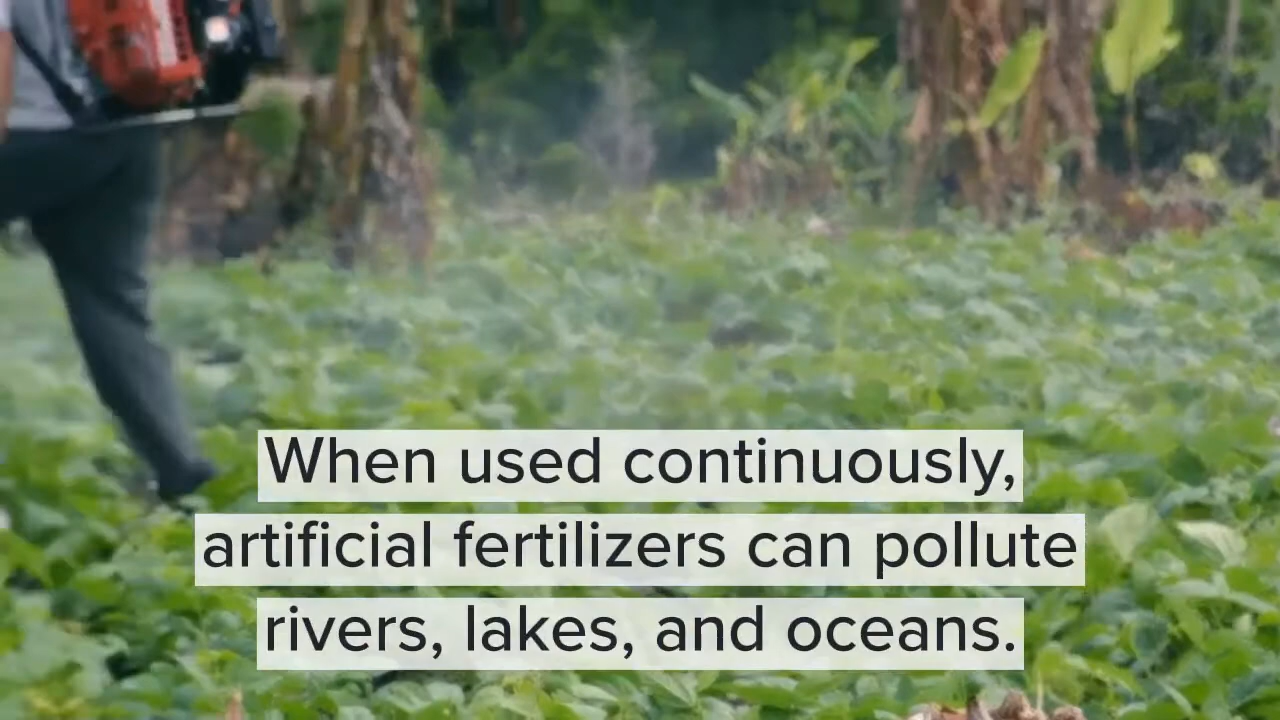 When used continuously,
artificial fertilizers can pollute
rivers, lakes, and oceans.